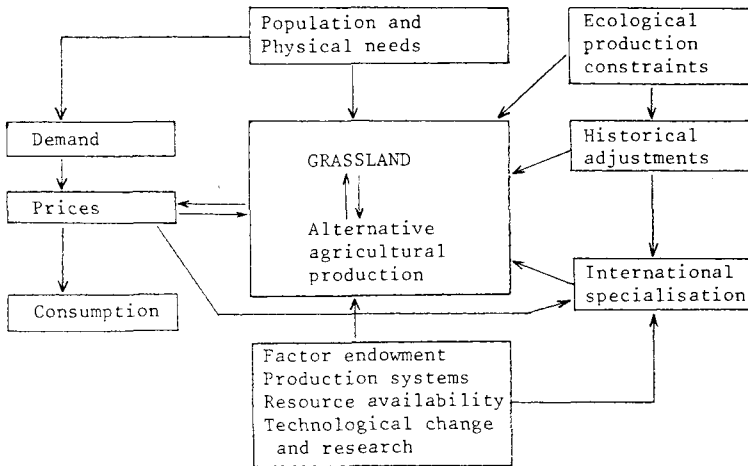 Population and
Physical needs
Ecological
production
constraints
Demand
GRASSLAND
Historical
adjustments
Prices
Alternative
agricultural
production
International
specialisation
Consumption
Factor endowment
Production systems
Resource availability
Technological change
and research